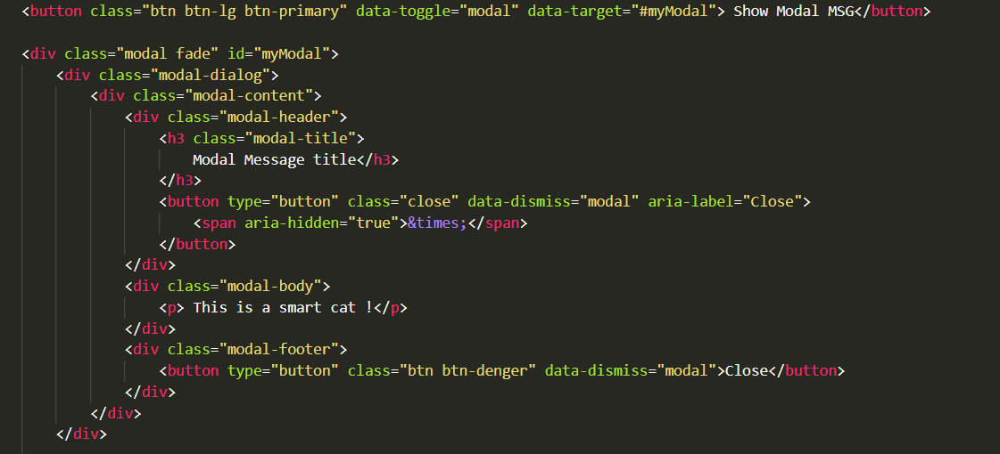 <button class="btn btn-lg btn-primary" data-toggle="modal" data-target="#myModal"> Show Modal MSG</button>
<div class="modal fade" id="myModal">
<div class="modal-dialog">
<div class="modal-content">
<div class="modal-header">
<h3 class="modal-title">
Modal Message title</h3>
</h3>
<button type="button" class="close" data-dismiss="modal" aria-label="Close">
<span aria-hidden="true">&times;</span>
</button>
</div>
<div class="modal-body">
<p> This is a smart cat !</p>
</div>
<div class="modal-footer">
<button type="button" class="btn btn-denger" data-dismiss="modal">Close</button>
</div>
</div>
</div>